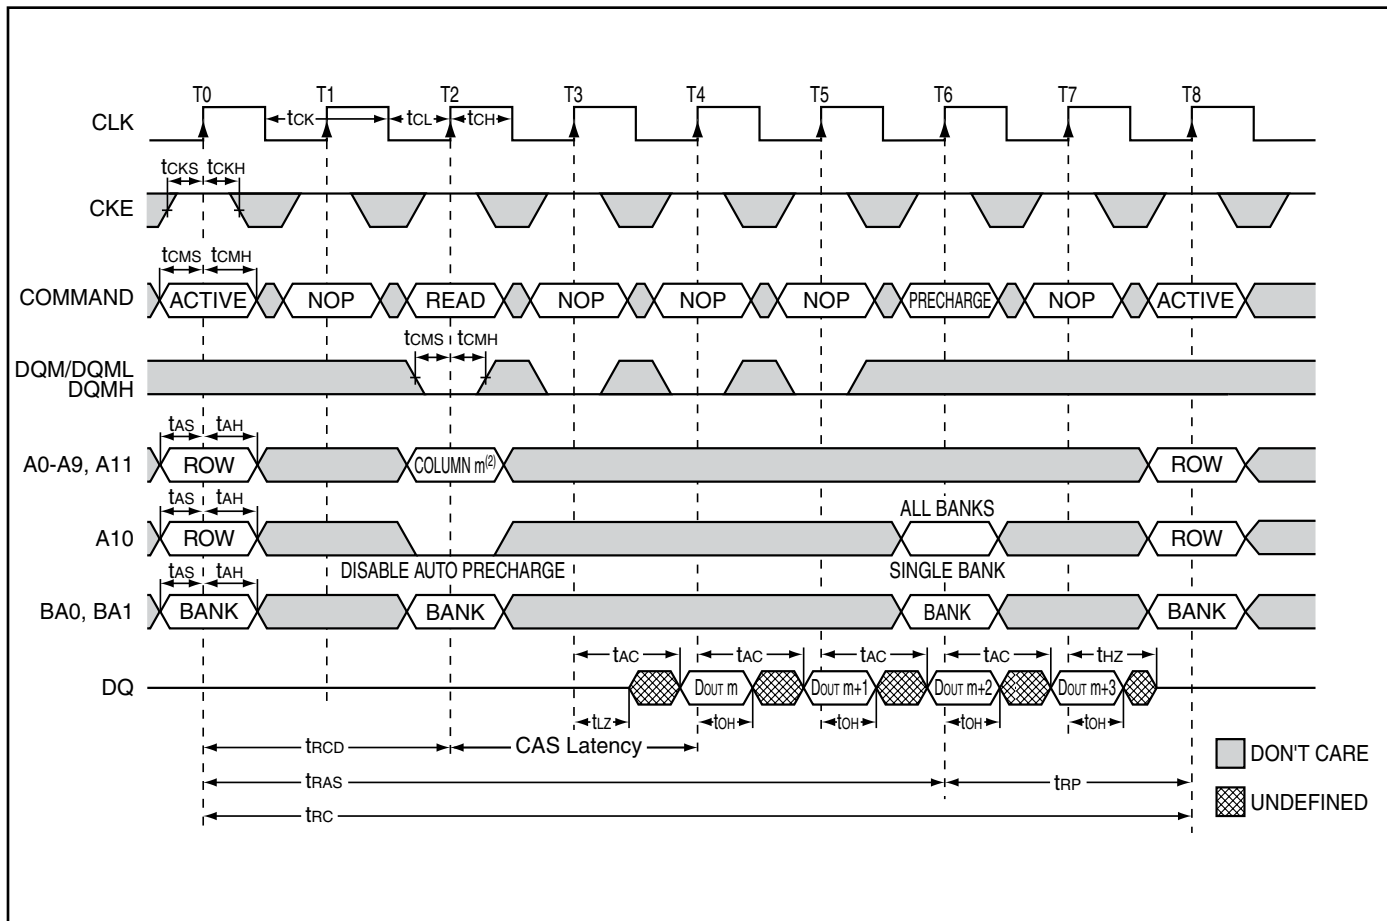 T0 T1 T2 T3 T4 T5 T6 T7 T8
CLK tCK tCL tCH
tCKS tCKH
CKE
tCMS tCMH
COMMAND ACTIVE NOP READ NOP NOP NOP PRECHARGE NOP ACTIVE
tCMS tCMH
DQM/DQML
DQMH
tAS tAH
A0-A9, A11 ROW COLUMN m(2) ROW
tAS tAH ALL BANKS
A10 ROW ROW
DISABLE AUTO PRECHARGE SINGLE BANK
tAS tAH
BA0, BA1 BANK BANK BANK BANK
tAC tAC tAC tAC tHZ
DQ DOUT m DOUT m+1 DOUT m+2 DOUT m+3
tLZ tOH tOH tOH tOH
tRCD CAS Latency
DON'T CARE
tRAS tRP
UNDEFINED
tRC